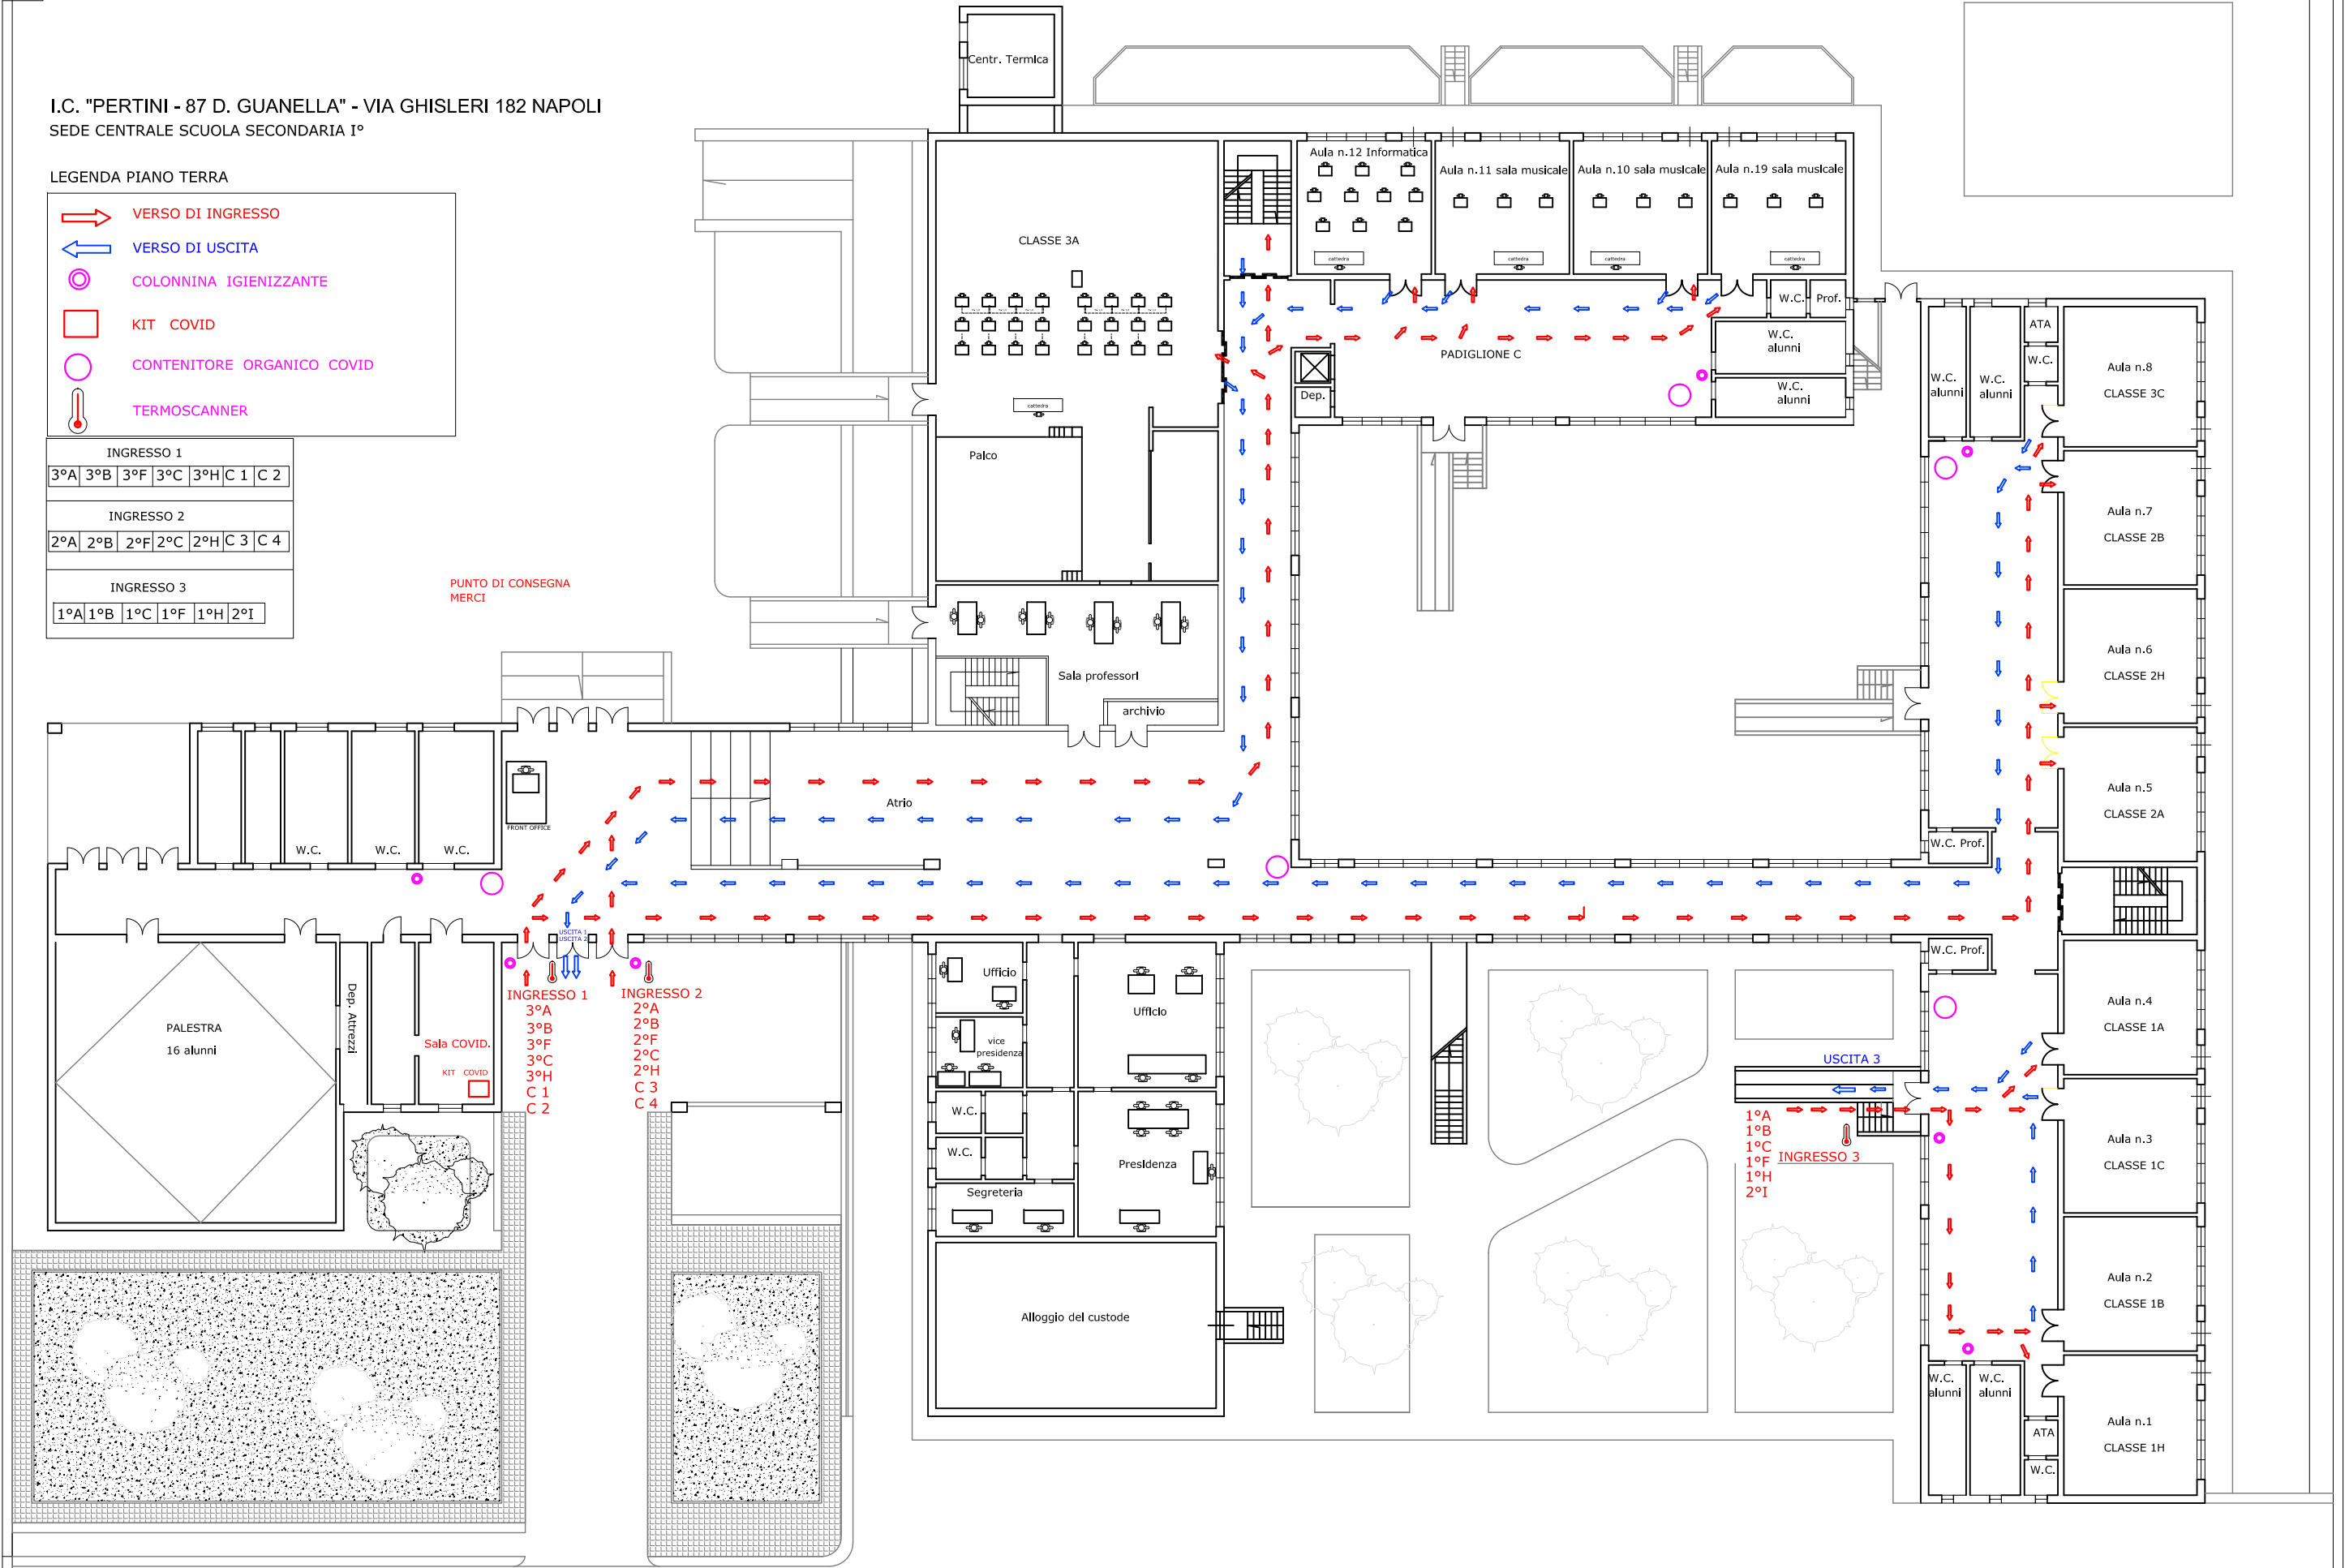 I.C. "PERTINI - 87 D. GUANELLA" - VIA GHISLERI 182 NAPOLI
SEDE CENTRALE SCUOLA SECONDARIA I°
LEGENDA PIANO TERRA
VERSO DI INGRESSO
VERSO DI USCITA
COLONNINA IGIENIZZANTE
KIT COVID
CONTENITORE ORGANICO COVID
TERMOSCANNER
INGRESSO 1
3°A 3°B 3°F 3°C 3°H C 1 C 2
INGRESSO 2
2°A 2°B 2°F 2°C 2°H C 3 C 4
INGRESSO 3
1°A 1°B 1°C 1°F 1°H 2°I
PUNTO DI CONSEGNA
MERCI
Centr. Termica
CLASSE 3A
cattedra
Palco
Sala professori
archivio
Aula n.12 Informatica
cattedra
Aula n.11 sala musicale
cattedra
Aula n.10 sala musicale
cattedra
Aula n.19 sala musicale
cattedra
PADIGLIONE C
Dep.
W.C.
Prof.
W.C.
alunni
W.C.
alunni
W.C.
alunni
W.C.
alunni
ATA
W.C.
Aula n.8
CLASSE 3C
Aula n.7
CLASSE 2B
Aula n.6
CLASSE 2H
Aula n.5
CLASSE 2A
W.C. Prof.
W.C. Prof.
Aula n.4
CLASSE 1A
Aula n.3
CLASSE 1C
Aula n.2
CLASSE 1B
Aula n.1
CLASSE 1H
W.C.
alunni
W.C.
alunni
ATA
W.C.
FRONT OFFICE
W.C.
W.C.
W.C.
Atrio
USCITA 1
USCITA 2
PALESTRA
16 alunni
Dep. Attrezzi
Sala COVID.
KIT COVID
INGRESSO 1
3°A
3°B
3°F
3°C
3°H
C 1
C 2
INGRESSO 2
2°A
2°B
2°F
2°C
2°H
C 3
C 4
Ufficio
vice
presidenza
W.C.
W.C.
Segreteria
Ufficio
Presidenza
Alloggio del custode
USCITA 3
1°A
1°B
1°C
1°F
1°H
2°I
INGRESSO 3